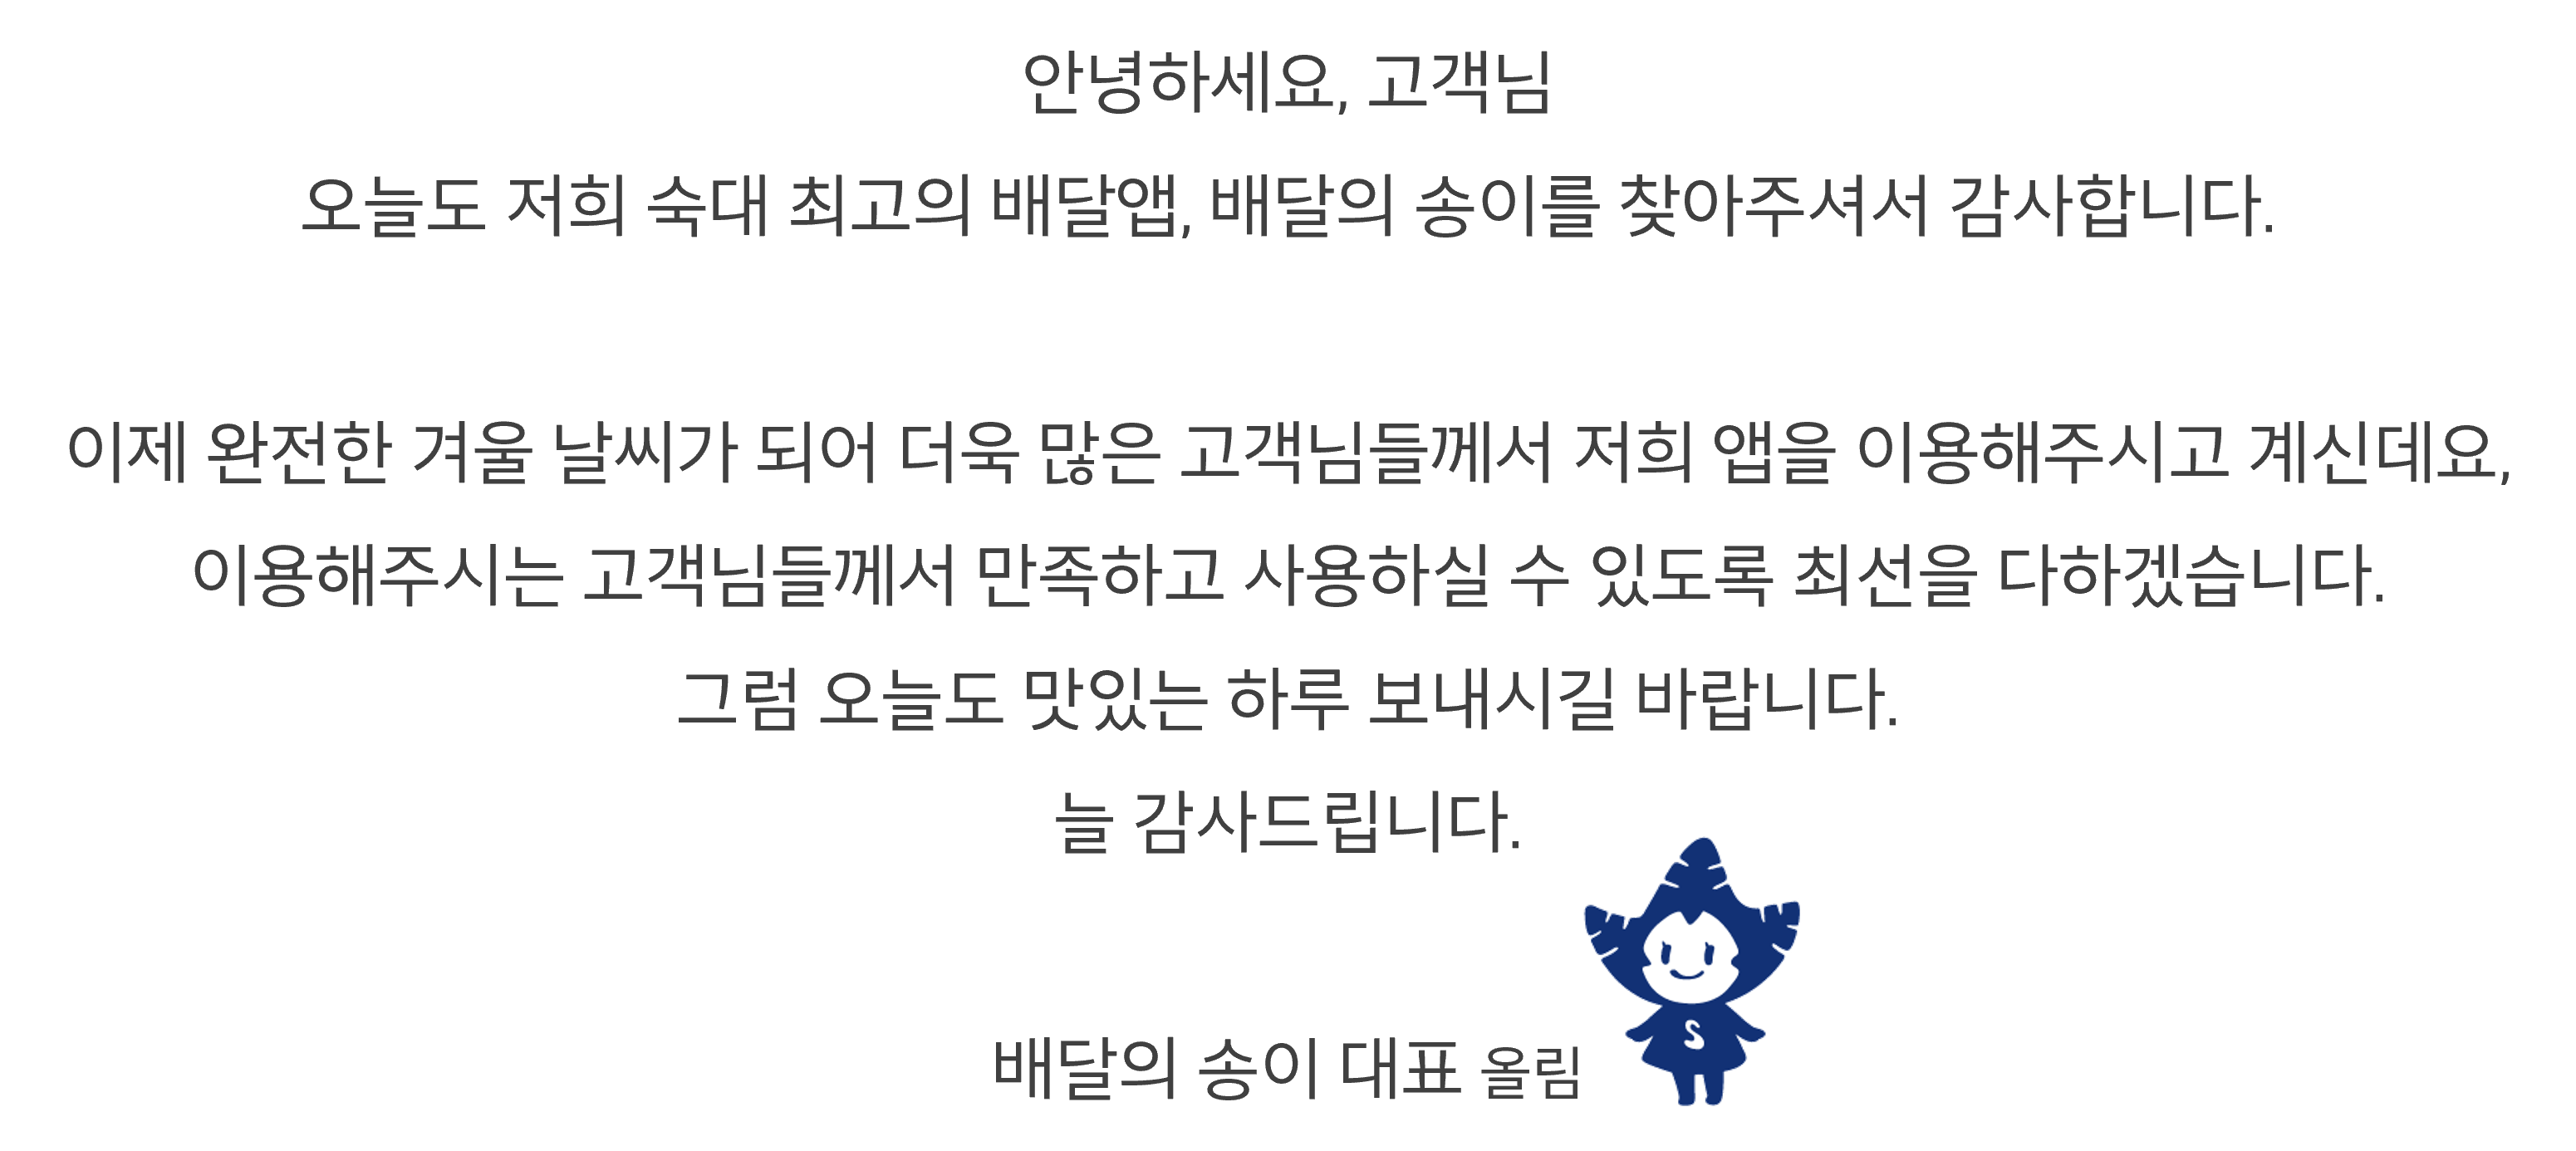 안녕하세요, 고객님
오늘도 저희 숙대 최고의 배달앱, 배달의 송이를 찾아주셔서 감사합니다.
이제 완전한 겨울 날씨가 되어 더욱 많은 고객님들께서 저희 앱을 이용해주시고 계신데요,
이용해주시는 고객님들께서 만족하고 사용하실 수 있도록 최선을 다하겠습니다.
그럼 오늘도 맛있는 하루 보내시길 바랍니다.
늘 감사드립니다.
S
배달의 송이 대표 올림